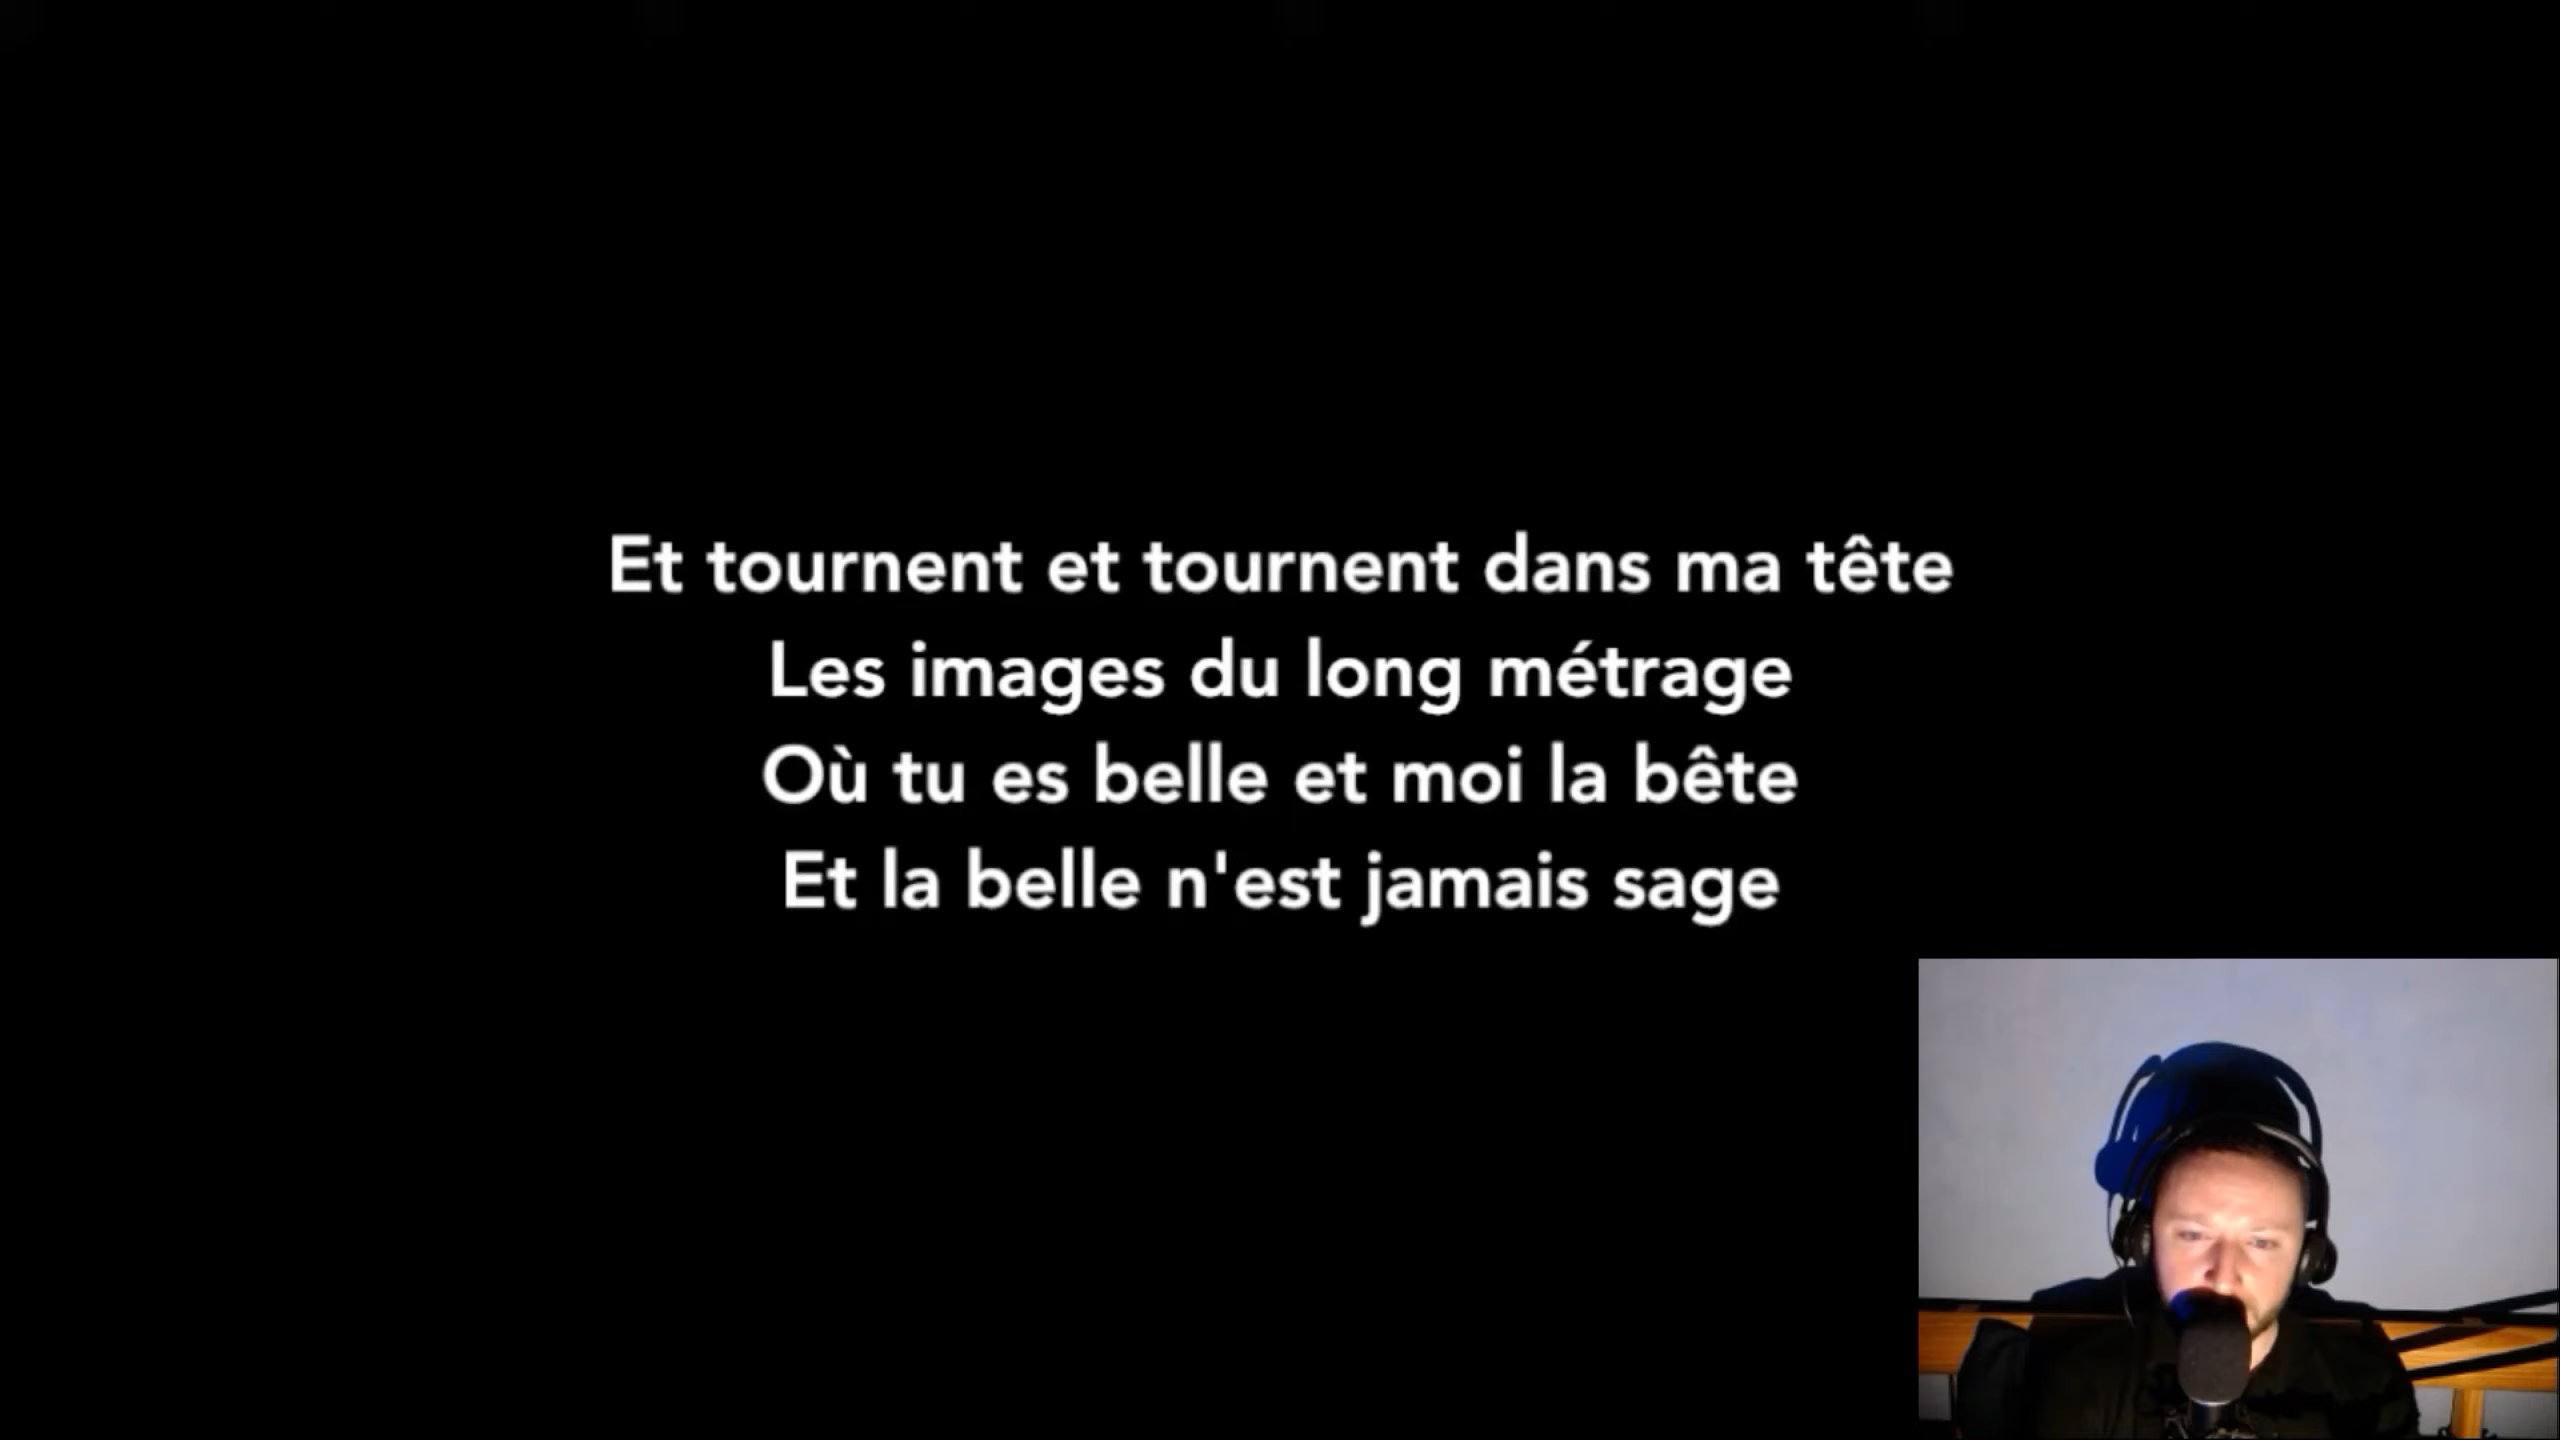 Et tournent et tournent dans ma tête
Les images du long métrage
Où tu es belle et moi la bête
Et la belle n'est jamais sage